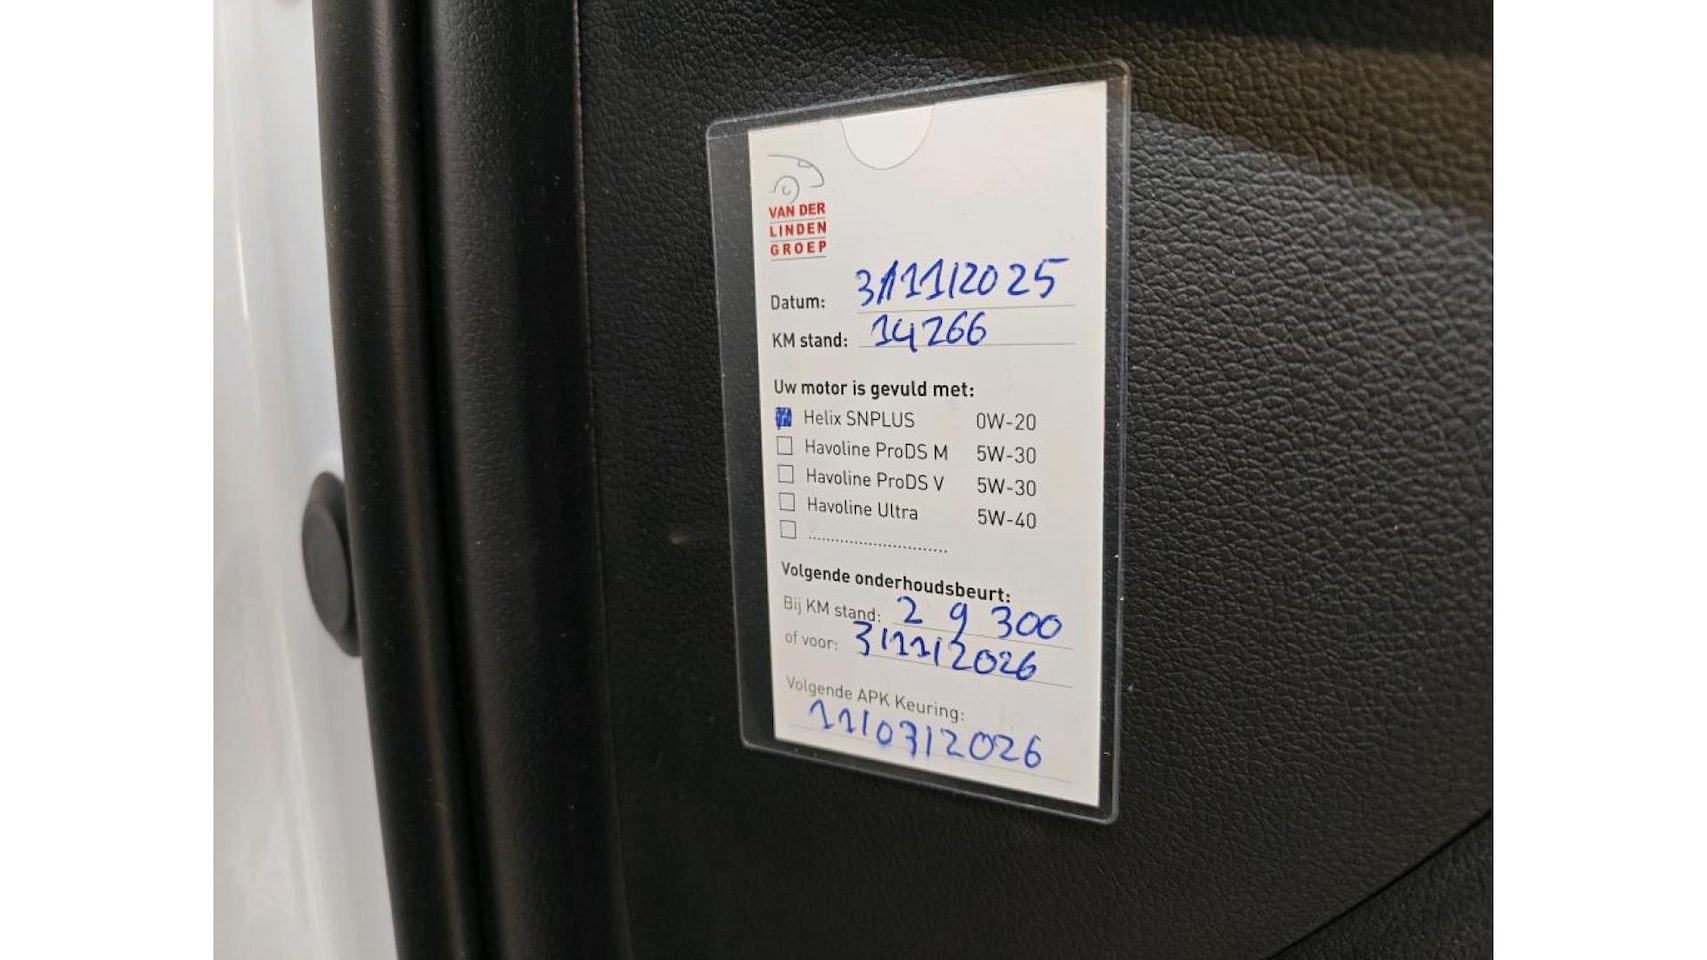 VAN DER
LINDEN
GROEP
Datum: 3/11/2025
KM stand: 14266
Uw motor is gevuld met:
Helix SNPLUS 0W-20
Havoline ProDS M 5W-30
Havoline ProDS V 5W-30
Havoline Ultra 5W-40
..............................
Volgende onderhoudsbeurt:
Bij KM stand: 29300
of voor: 3/11/2026
Volgende APK Keuring:
11/07/2026